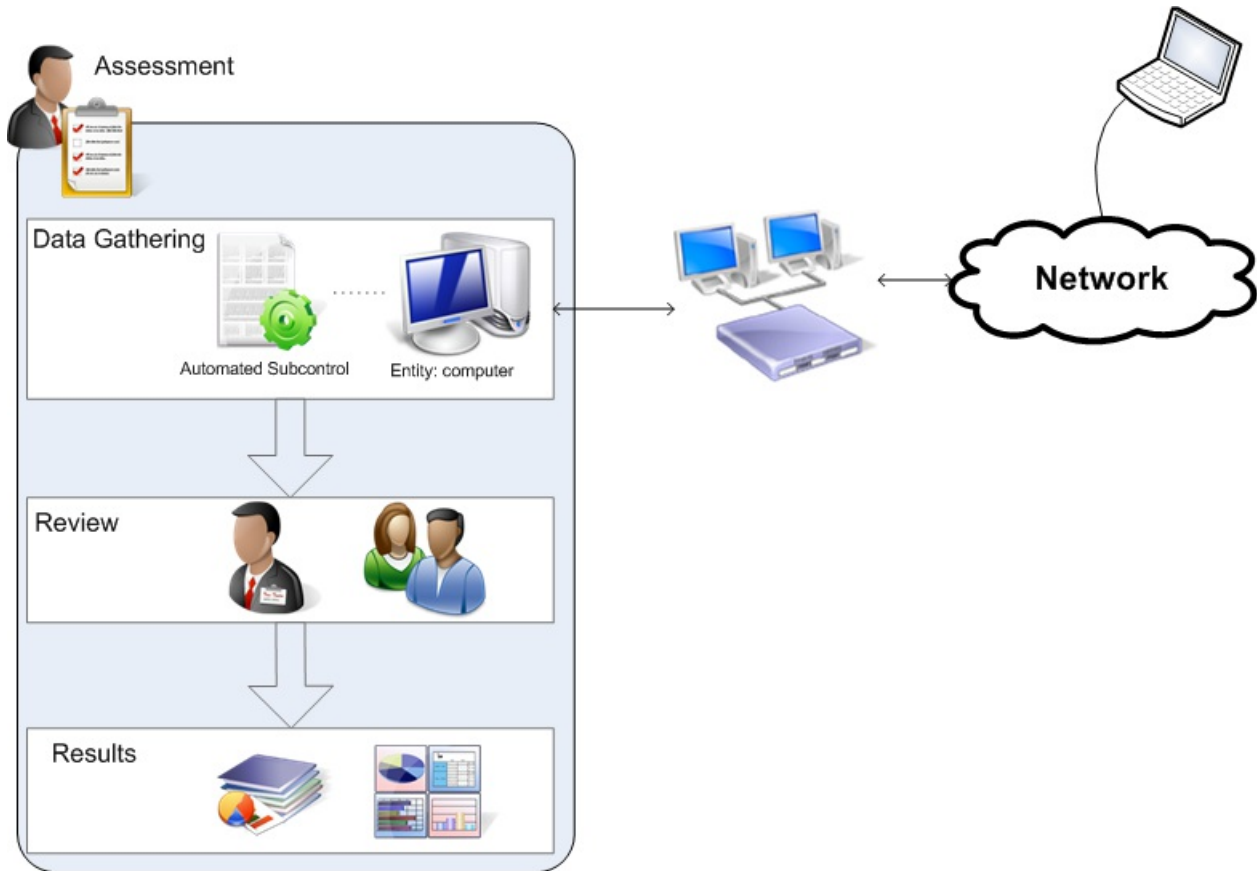 Assessment
Data Gathering
Automated Subcontrol
Entity: computer
Network
Review
Results